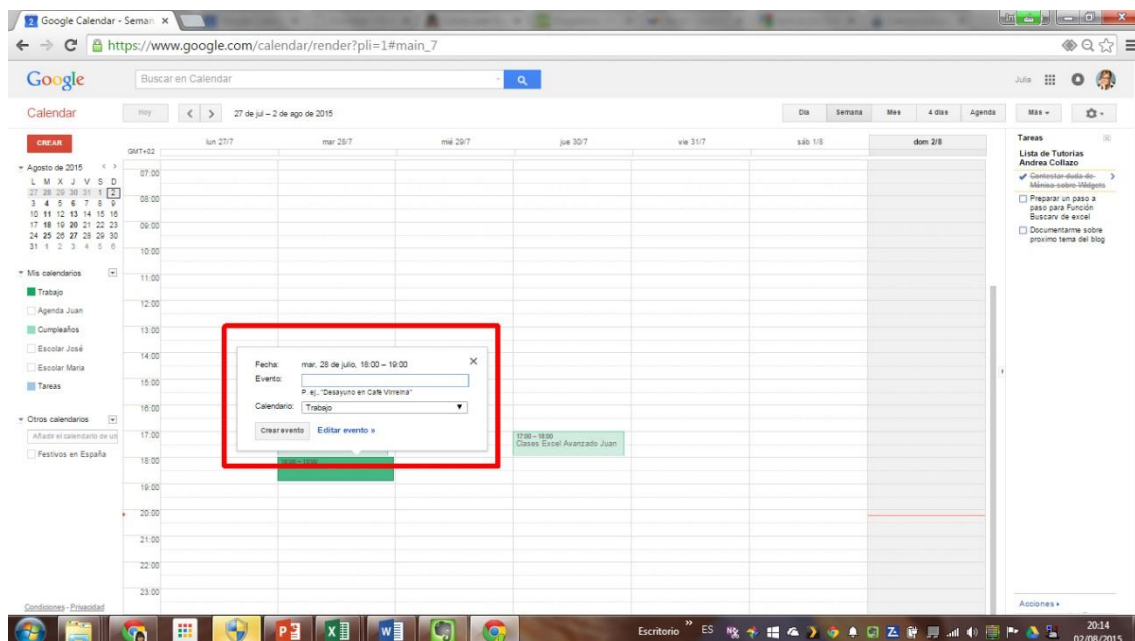 Google Calendar - Seman
https://www.google.com/calendar/render?pli=1#main_7
Google
Buscar en Calendar
Julia
Calendar
Hoy
27 de jul – 2 de ago de 2015
Día
Semana
Mes
4 días
Agenda
Más
CREAR
GMT+02
lun 27/7
mar 28/7
mié 29/7
jue 30/7
vie 31/7
sáb 1/8
dom 2/8
Agosto de 2015
L M X J V S D
27 28 29 30 31 1 2
3 4 5 6 7 8 9
10 11 12 13 14 15 16
17 18 19 20 21 22 23
24 25 26 27 28 29 30
31 1 2 3 4 5 6
Mis calendarios
Trabajo
Agenda Juan
Cumpleaños
Escolar José
Escolar María
Tareas
Otros calendarios
Añade el calendario de un
Festivos en España
Condiciones - Privacidad
07:00
08:00
09:00
10:00
11:00
12:00
13:00
14:00
15:00
16:00
17:00
18:00
19:00
20:00
21:00
22:00
23:00
Fecha: mar, 28 de julio, 18:00 – 19:00
Evento:
P. ej., "Desayuno en Café Virreina"
Calendario: Trabajo
Crear evento Editar evento »
17:00 – 18:00
Clases Excel Avanzado Juan
18:00 – 19:00
Tareas
Lista de Tutorias
Andrea Collazo
Contestar duda de
Mónica sobre Widgets
Preparar un paso a
paso para Función
Buscarv de excel
Documentarme sobre
proximo tema del blog
Acciones
Escritorio
ES
20:14
02/08/2015